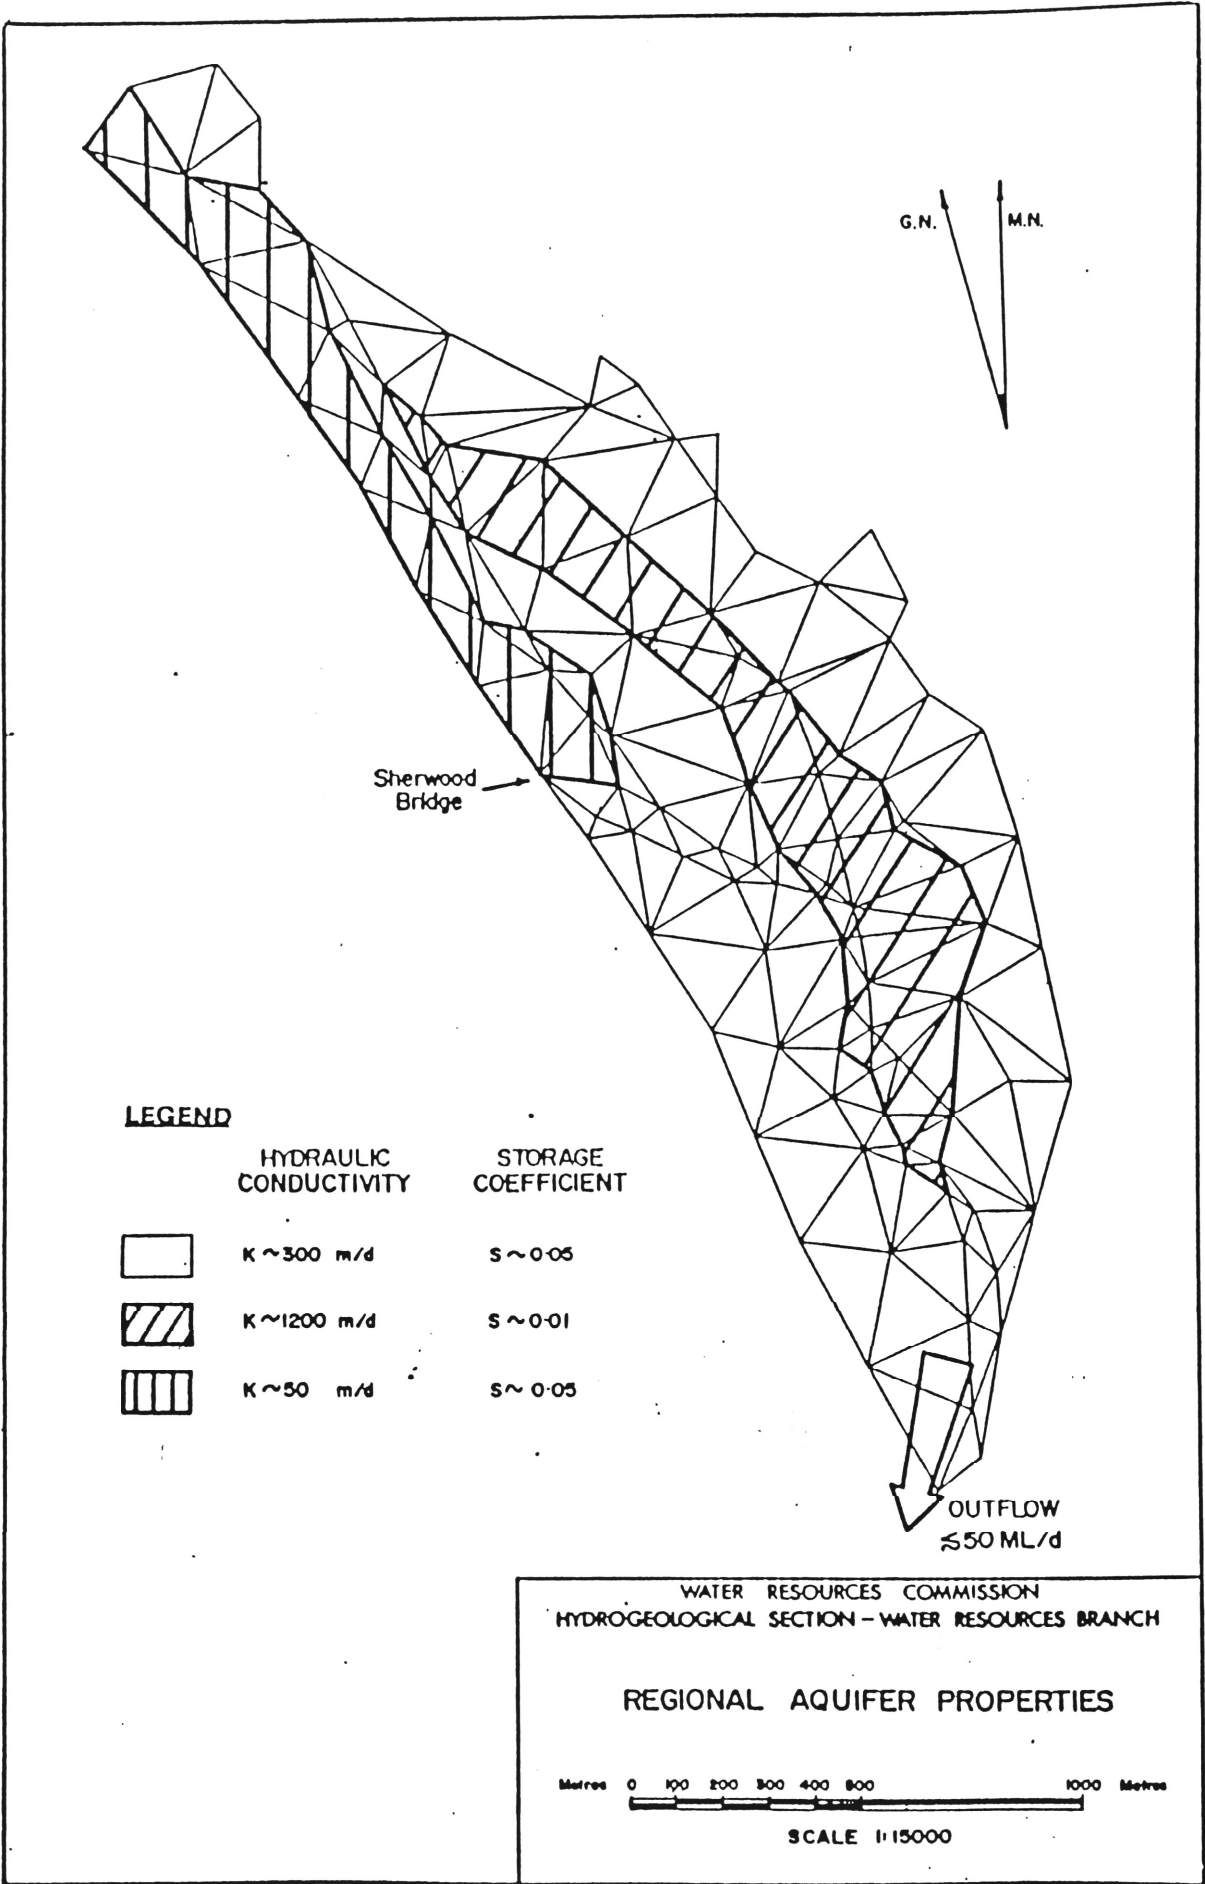 G.N. M.N.
Sherwood
Bridge
LEGEND
HYDRAULIC CONDUCTIVITY STORAGE COEFFICIENT
K ~ 300 m/d S ~ 0·05
K ~ 1200 m/d S ~ 0·01
K ~ 50 m/d S ~ 0·05
OUTFLOW
≲50 ML/d
WATER RESOURCES COMMISSION
HYDROGEOLOGICAL SECTION – WATER RESOURCES BRANCH
REGIONAL AQUIFER PROPERTIES
Metres 0 100 200 300 400 500 1000 Metres
SCALE 1:15000